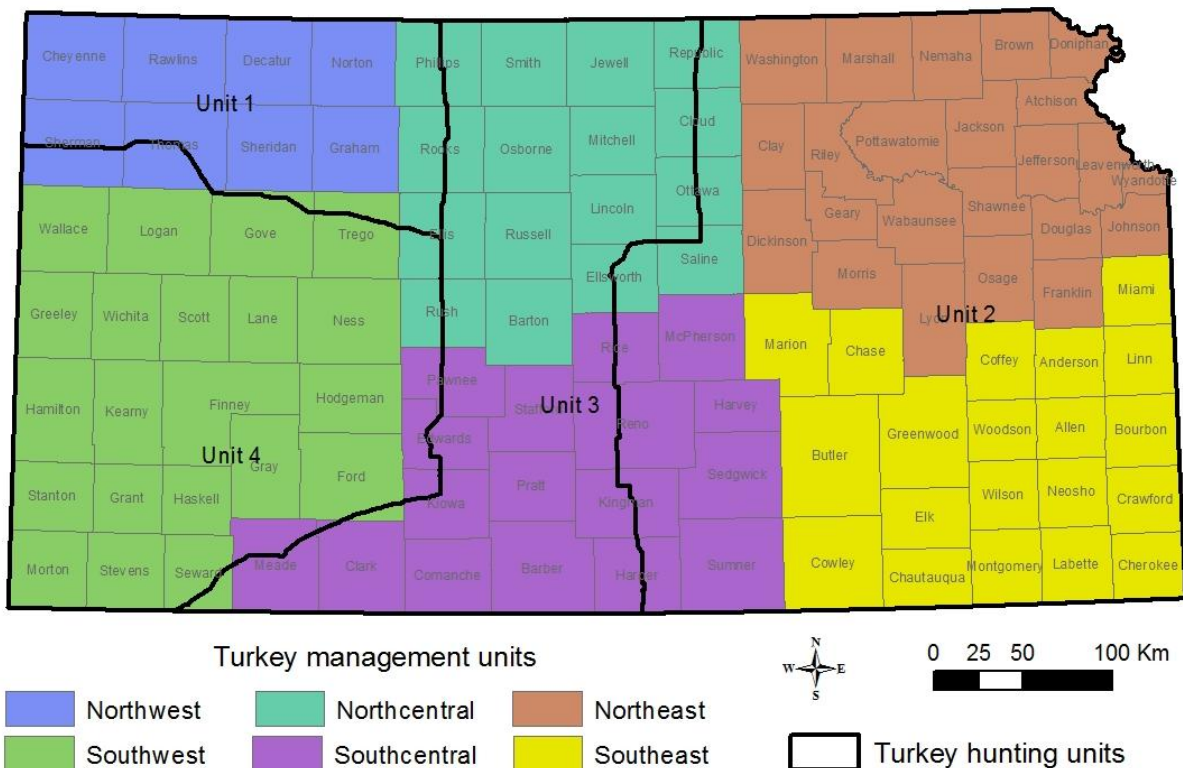 Cheyenne Rawlins Decatur Norton Phillips Smith Jewell Republic Washington Marshall Nemaha Brown Doniphan
Unit 1
Atchison
Sherman Thomas Sheridan Graham Rooks Osborne Mitchell Cloud Clay Riley Pottawatomie Jackson Jefferson Leavenworth
Wyandotte
Ottawa
Lincoln
Wallace Logan Gove Trego Ellis Russell Saline Dickinson Geary Wabaunsee Shawnee Douglas Johnson
Ellsworth Morris Osage Franklin Miami
Greeley Wichita Scott Lane Ness Rush Barton Lyon
Unit 2
Rice McPherson Marion Chase Coffey Anderson Linn
Pawnee
Hamilton Kearny Finney Hodgeman Stafford Harvey
Unit 3
Edwards Reno Greenwood Woodson Allen Bourbon
Unit 4
Gray Ford Butler
Stanton Grant Haskell Kiowa Pratt Kingman Sedgwick Elk Wilson Neosho Crawford
Morton Stevens Seward Meade Clark Comanche Barber Harper Sumner Cowley Chautauqua Montgomery Labette Cherokee
Turkey management units
Northwest
Northcentral
Northeast
Southwest
Southcentral
Southeast
N
W E
S
0 25 50 100 Km
Turkey hunting units